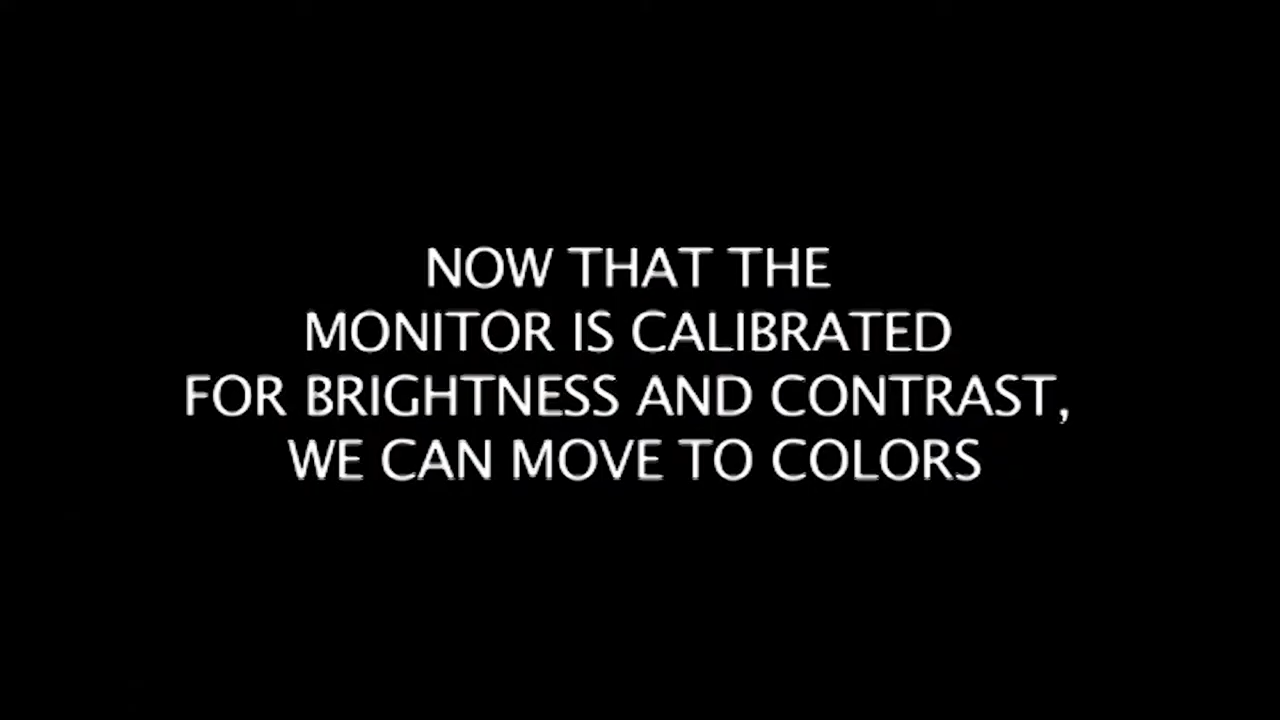 NOW THAT THE
MONITOR IS CALIBRATED
FOR BRIGHTNESS AND CONTRAST,
WE CAN MOVE TO COLORS